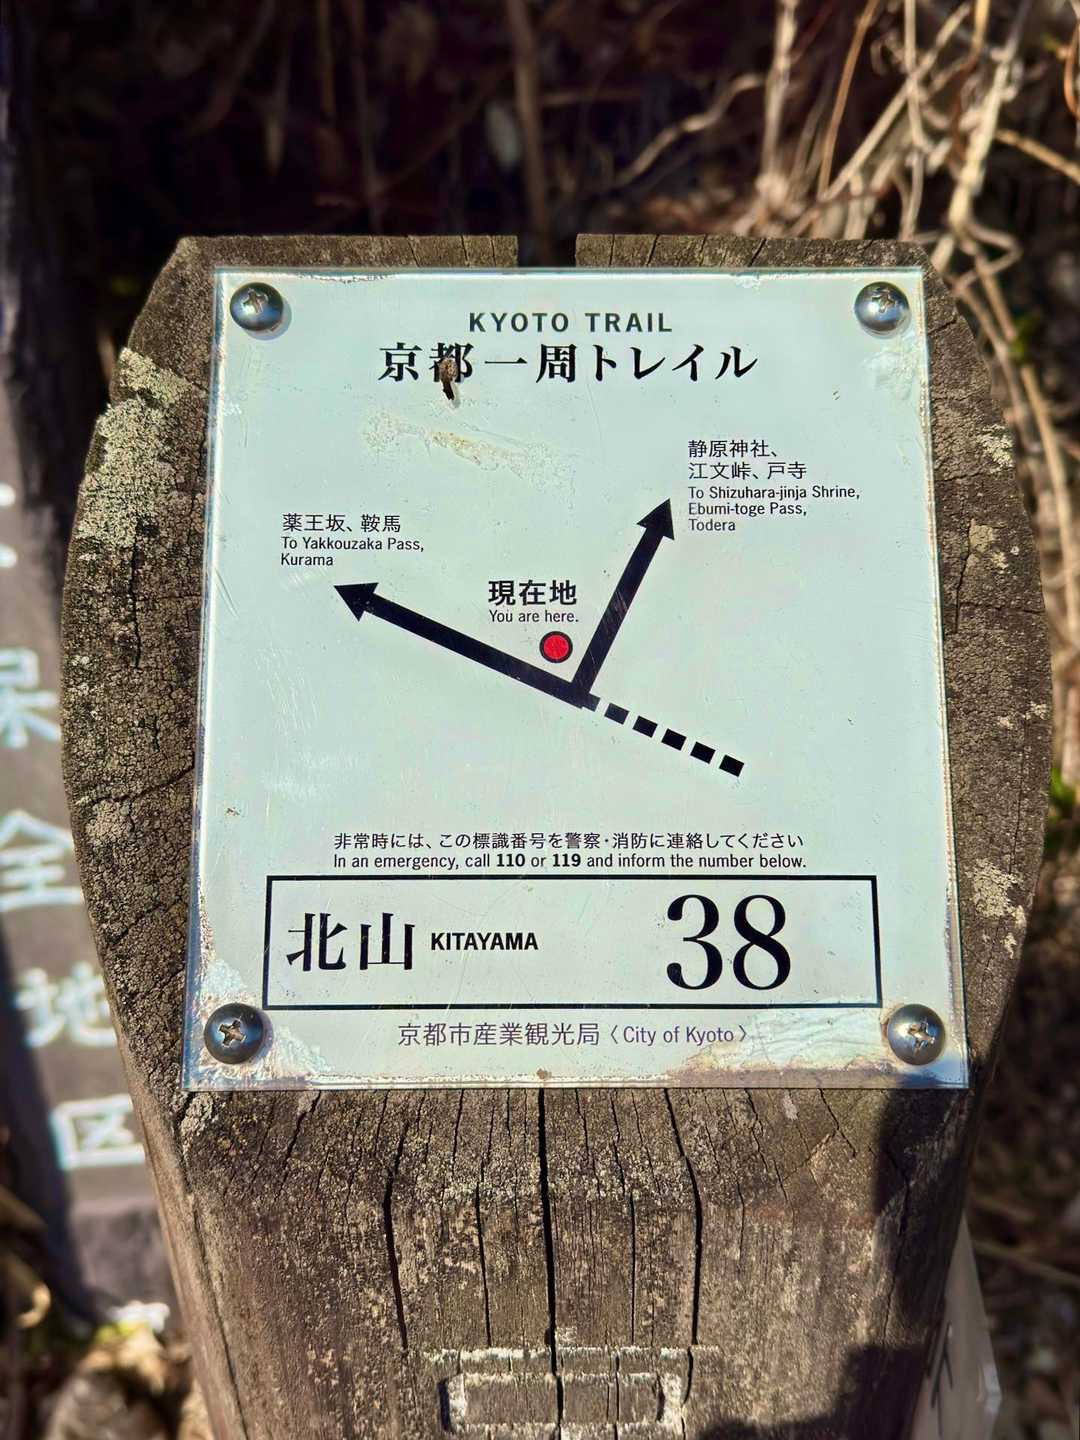 KYOTO TRAIL
京都一周トレイル
静原神社、
江文峠、戸寺
To Shizuhara-jinja Shrine,
Ebumi-toge Pass,
Todera
薬王坂、鞍馬
To Yakkouzaka Pass,
Kurama
現在地
You are here.
非常時には、この標識番号を警察・消防に連絡してください
In an emergency, call 110 or 119 and inform the number below.
北山 KITAYAMA 38
京都市産業観光局〈City of Kyoto〉
保全地区